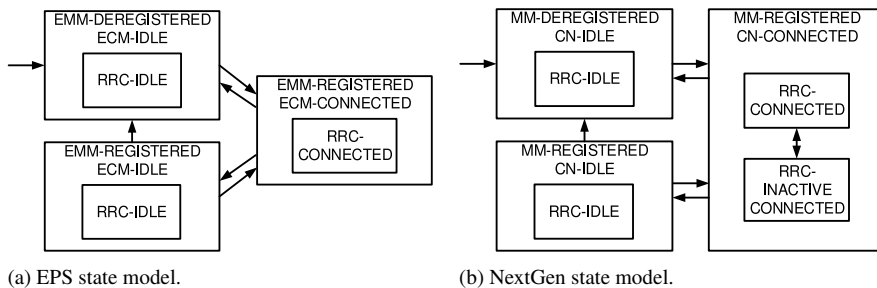 EMM-DEREGISTERED
ECM-IDLE
RRC-IDLE
EMM-REGISTERED
ECM-CONNECTED
RRC-
CONNECTED
EMM-REGISTERED
ECM-IDLE
RRC-IDLE
(a) EPS state model.
MM-DEREGISTERED
CN-IDLE
RRC-IDLE
MM-REGISTERED
CN-CONNECTED
RRC-
CONNECTED
RRC-
INACTIVE
CONNECTED
MM-REGISTERED
CN-IDLE
RRC-IDLE
(b) NextGen state model.